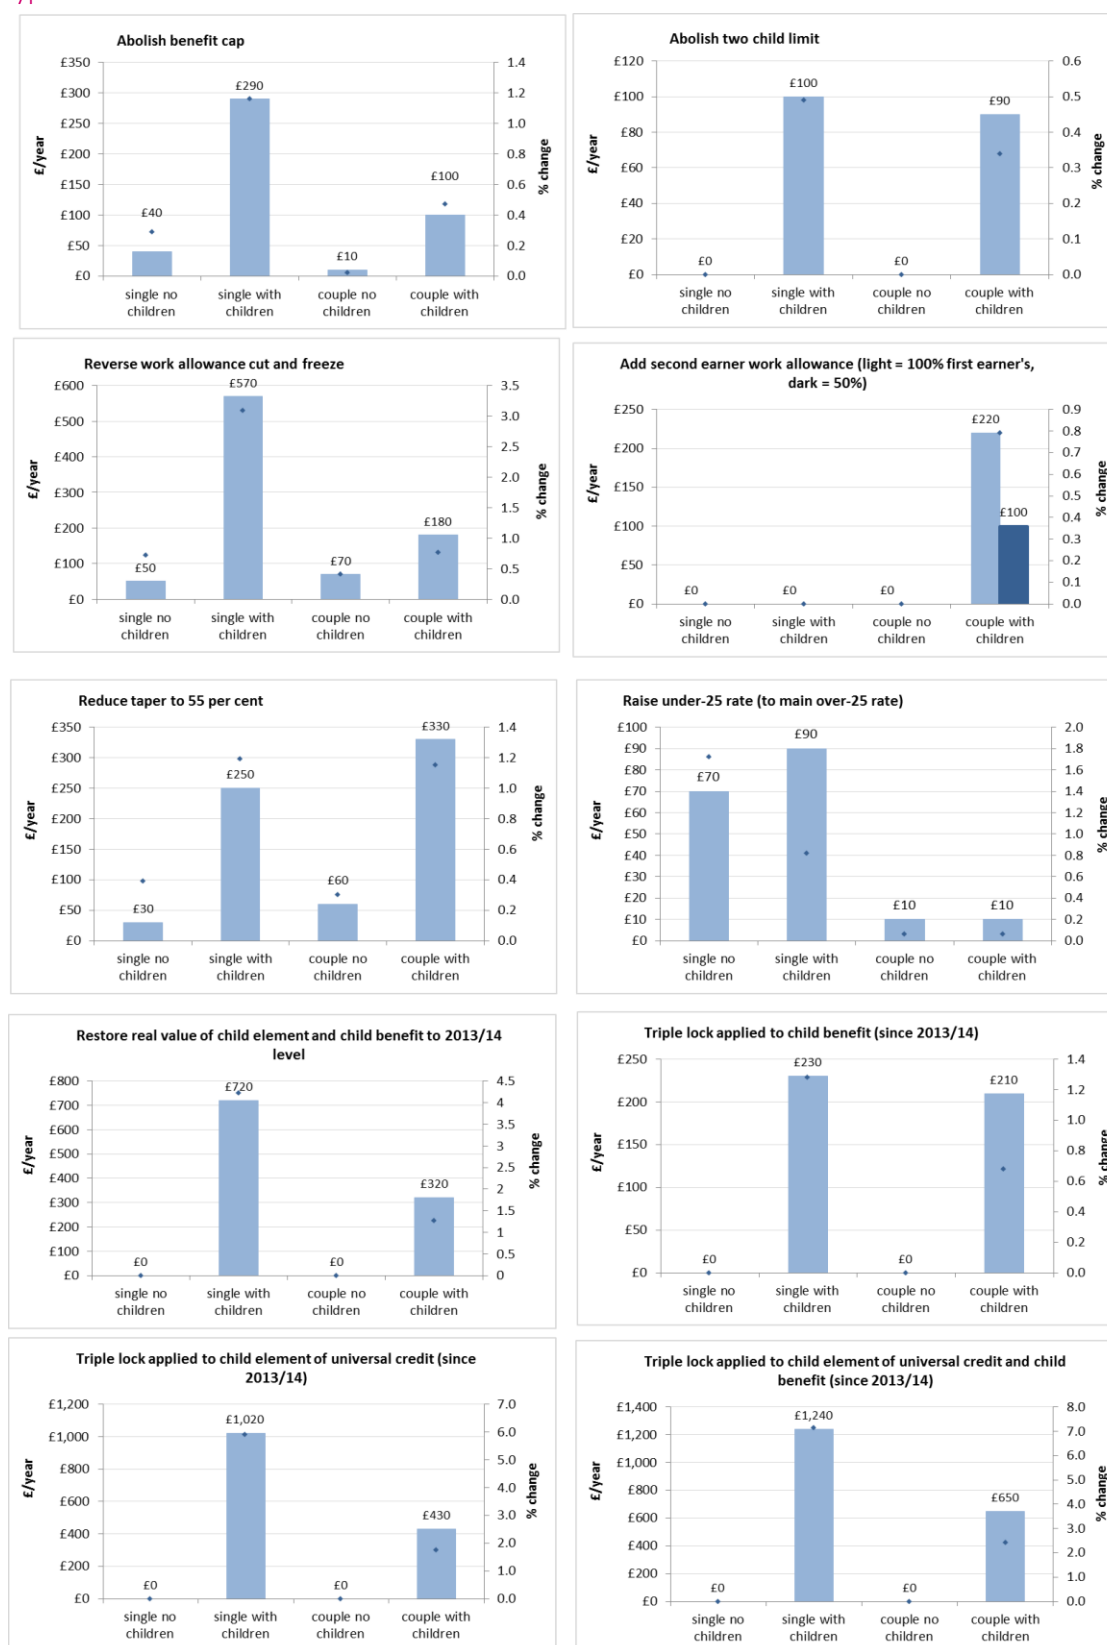 Abolish benefit cap
£350
£300
£250
£200
£150
£100
£50
£0
£/year
£40
£290
£10
£100
1.4
1.2
1.0
0.8
0.6
0.4
0.2
0.0
% change
single no children
single with children
couple no children
couple with children
Abolish two child limit
£120
£100
£80
£60
£40
£20
£0
£/year
£0
£100
£0
£90
0.6
0.5
0.4
0.3
0.2
0.1
0.0
% change
single no children
single with children
couple no children
couple with children
Reverse work allowance cut and freeze
£600
£500
£400
£300
£200
£100
£0
£/year
£50
£570
£70
£180
3.5
3.0
2.5
2.0
1.5
1.0
0.5
0.0
% change
single no children
single with children
couple no children
couple with children
Add second earner work allowance (light = 100% first earner's,
dark = 50%)
£250
£200
£150
£100
£50
£0
£/year
£0
£0
£0
£220
£100
0.9
0.8
0.7
0.6
0.5
0.4
0.3
0.2
0.1
0.0
% change
single no children
single with children
couple no children
couple with children
Reduce taper to 55 per cent
£350
£300
£250
£200
£150
£100
£50
£0
£/year
£30
£250
£60
£330
1.4
1.2
1.0
0.8
0.6
0.4
0.2
0.0
% change
single no children
single with children
couple no children
couple with children
Raise under-25 rate (to main over-25 rate)
£100
£90
£80
£70
£60
£50
£40
£30
£20
£10
£0
£/year
£70
£90
£10
£10
2.0
1.8
1.6
1.4
1.2
1.0
0.8
0.6
0.4
0.2
0.0
% change
single no children
single with children
couple no children
couple with children
Restore real value of child element and child benefit to 2013/14
level
£800
£700
£600
£500
£400
£300
£200
£100
£0
£/year
£0
£720
£0
£320
4.5
4
3.5
3
2.5
2
1.5
1
0.5
0
% change
single no children
single with children
couple no children
couple with children
Triple lock applied to child benefit (since 2013/14)
£250
£200
£150
£100
£50
£0
£/year
£0
£230
£0
£210
1.4
1.2
1.0
0.8
0.6
0.4
0.2
0.0
% change
single no children
single with children
couple no children
couple with children
Triple lock applied to child element of universal credit (since
2013/14)
£1,200
£1,000
£800
£600
£400
£200
£0
£/year
£0
£1,020
£0
£430
7.0
6.0
5.0
4.0
3.0
2.0
1.0
0.0
% change
single no children
single with children
couple no children
couple with children
Triple lock applied to child element of universal credit and child
benefit (since 2013/14)
£1,400
£1,200
£1,000
£800
£600
£400
£200
£0
£/year
£0
£1,240
£0
£650
8.0
7.0
6.0
5.0
4.0
3.0
2.0
1.0
0.0
% change
single no children
single with children
couple no children
couple with children